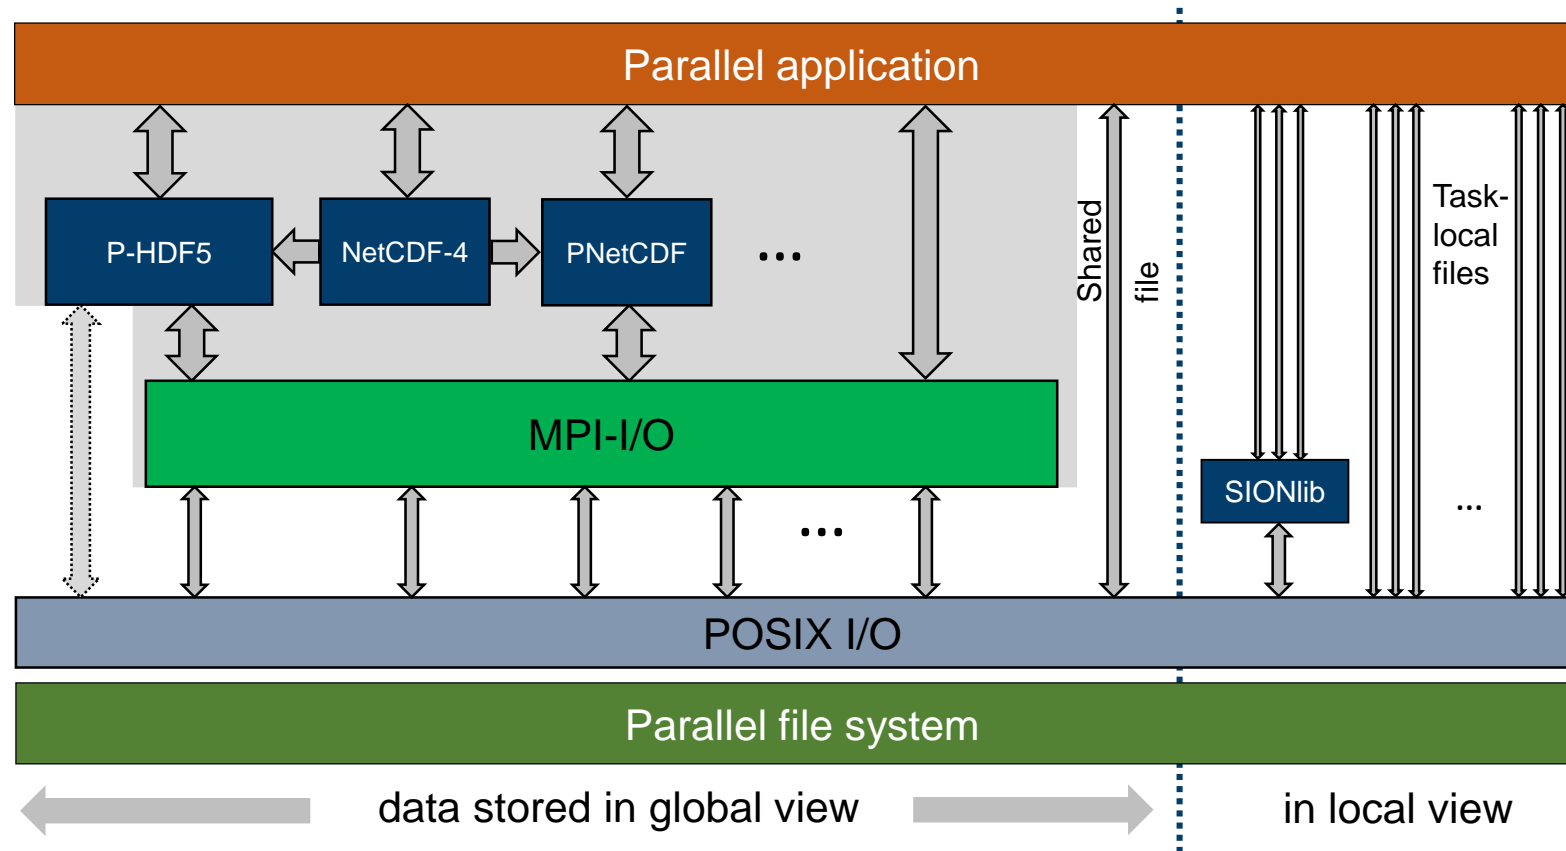 Parallel application
P-HDF5
NetCDF-4
PNetCDF
...
Shared
file
Task-
local
files
MPI-I/O
...
SIONlib
...
POSIX I/O
Parallel file system
data stored in global view
in local view